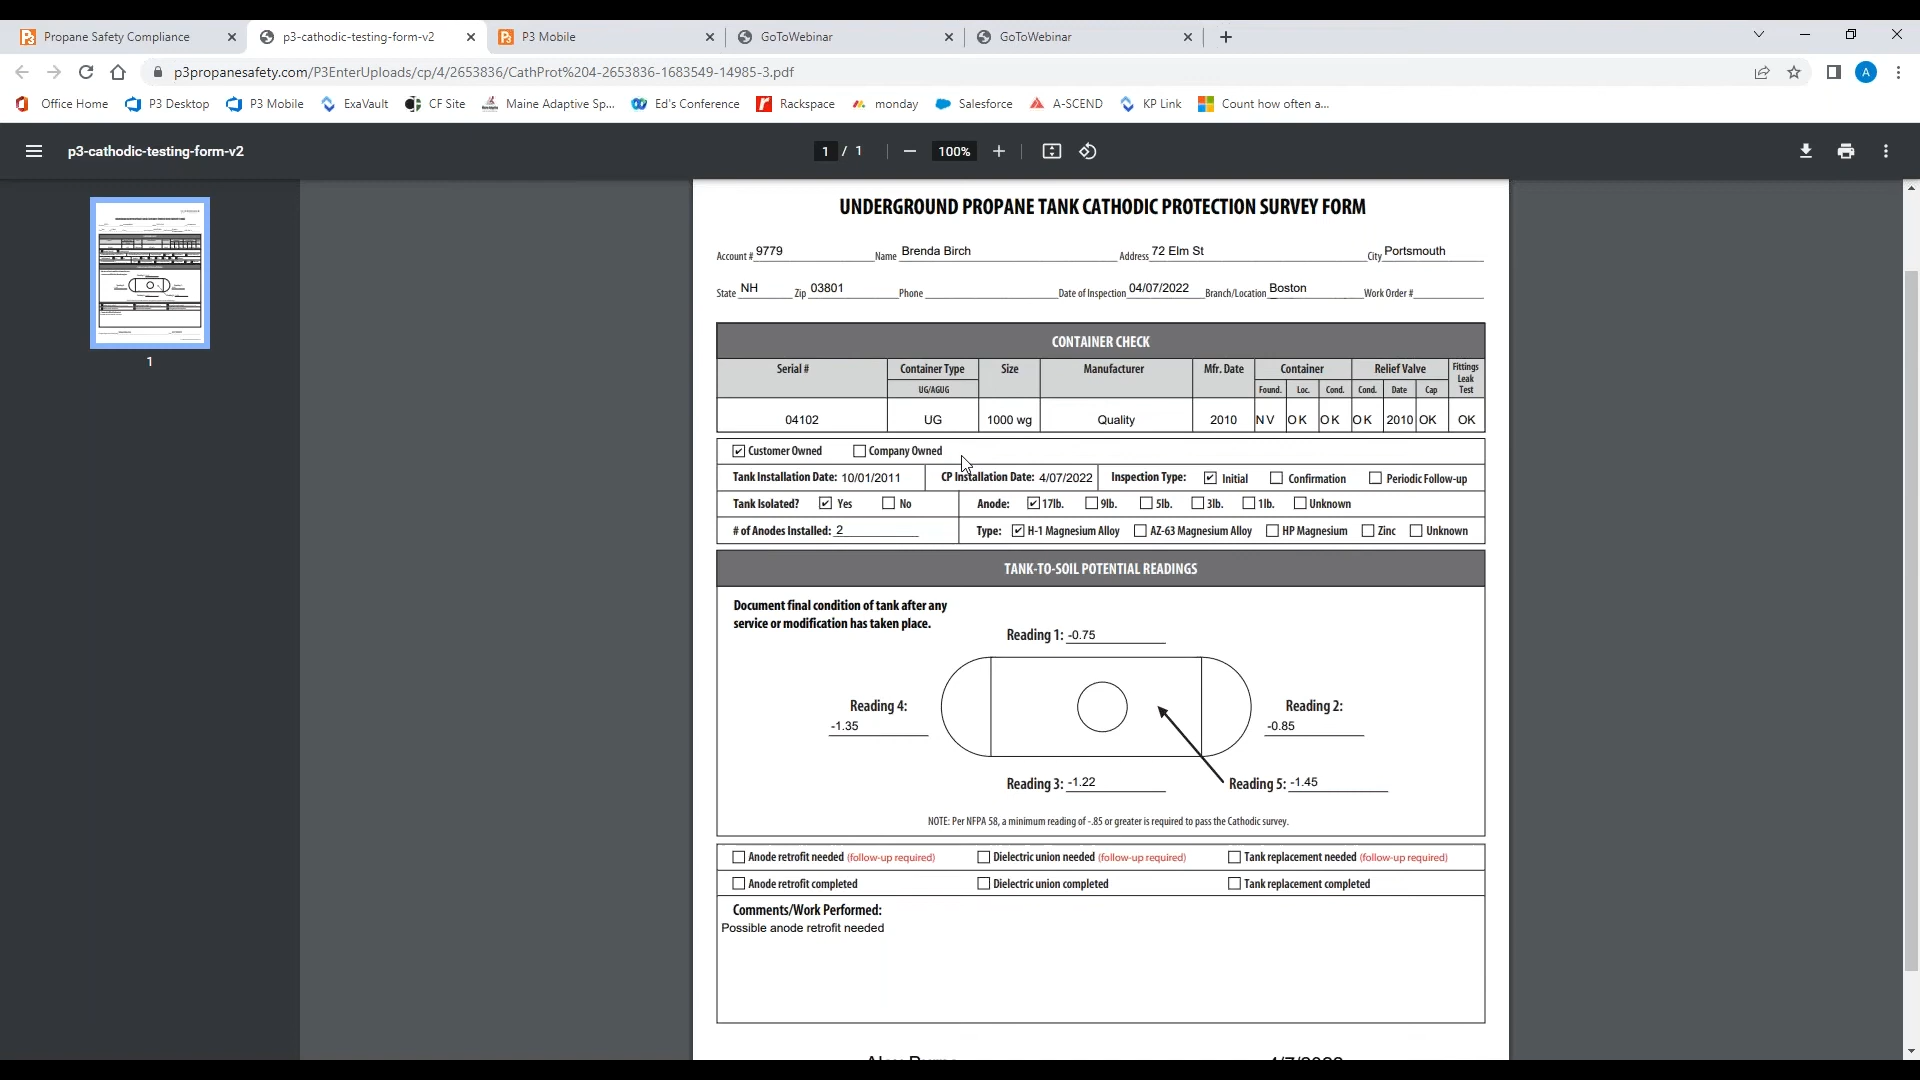 Propane Safety Compliance
p3-cathodic-testing-form-v2
P3 Mobile
GoToWebinar
GoToWebinar
p3propanesafety.com/P3EnterUploads/cp/4/2653836/CathProt%204-2653836-1683549-14985-3.pdf
A
Office Home P3 Desktop P3 Mobile ExaVault CF Site Maine Adaptive Sp... Ed's Conference Rackspace monday Salesforce A-SCEND KP Link Count how often a...
p3-cathodic-testing-form-v2
1 / 1
100%
1
UNDERGROUND PROPANE TANK CATHODIC PROTECTION SURVEY FORM
Account # 9779 Name Brenda Birch Address 72 Elm St City Portsmouth
State NH Zip 03801 Phone Date of Inspection 04/07/2022 Branch/Location Boston Work Order #
CONTAINER CHECK
Serial # Container Type Size Manufacturer Mfr. Date Container Relief Valve Fittings Leak Test
UG/AGUG Found. Loc. Cond. Cond. Date Cap
04102 UG 1000 wg Quality 2010 NV OK OK OK 2010 OK OK
Customer Owned Company Owned
Tank Installation Date: 10/01/2011 CP Installation Date: 4/07/2022 Inspection Type: Initial Confirmation Periodic Follow-up
Tank Isolated? Yes No Anode: 17lb. 9lb. 5lb. 3lb. 1lb. Unknown
# of Anodes Installed: 2 Type: H-1 Magnesium Alloy AZ-63 Magnesium Alloy HP Magnesium Zinc Unknown
TANK-TO-SOIL POTENTIAL READINGS
Document final condition of tank after any
service or modification has taken place.
Reading 1: -0.75
Reading 4:
-1.35
Reading 2:
-0.85
Reading 3: -1.22
Reading 5: -1.45
NOTE: Per NFPA 58, a minimum reading of -.85 or greater is required to pass the Cathodic survey.
Anode retrofit needed (follow-up required) Dielectric union needed (follow-up required) Tank replacement needed (follow-up required)
Anode retrofit completed Dielectric union completed Tank replacement completed
Comments/Work Performed:
Possible anode retrofit needed